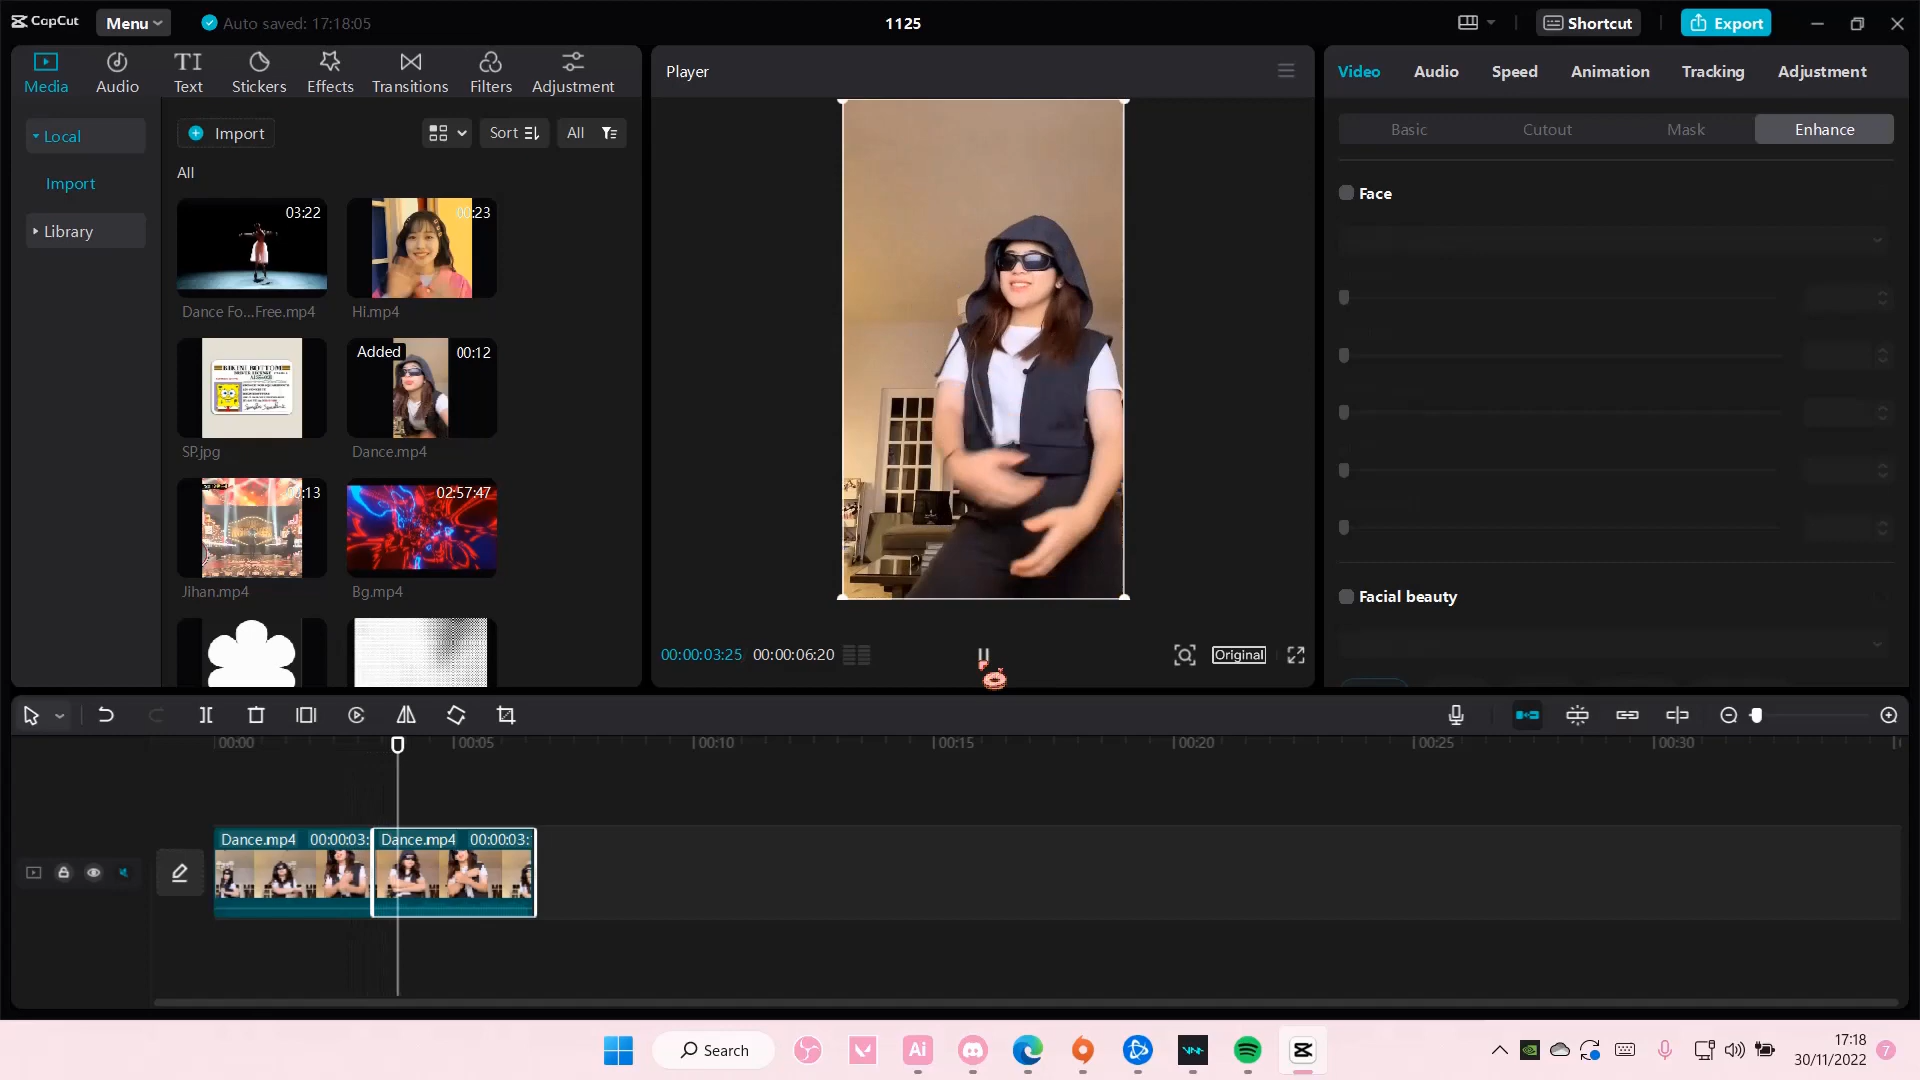 CapCut
Menu
Auto saved: 17:18:05
1125
Shortcut
Export
Media
Audio
Text
Stickers
Effects
Transitions
Filters
Adjustment
Local
Import
Library
Import
Sort
All
All
03:22
Dance Fo...Free.mp4
00:23
Hi.mp4
BIKINI BOTTOM
SP.jpg
Added
00:12
Dance.mp4
00:13
Jihan.mp4
02:57:47
Bg.mp4
Player
00:00:03:25
00:00:06:20
Original
Video
Audio
Speed
Animation
Tracking
Adjustment
Basic
Cutout
Mask
Enhance
Face
Facial beauty
00:00
00:05
00:10
00:15
00:20
00:25
00:30
Dance.mp4 00:00:03:
Dance.mp4 00:00:03:
Search
Ai
17:18
30/11/2022
7